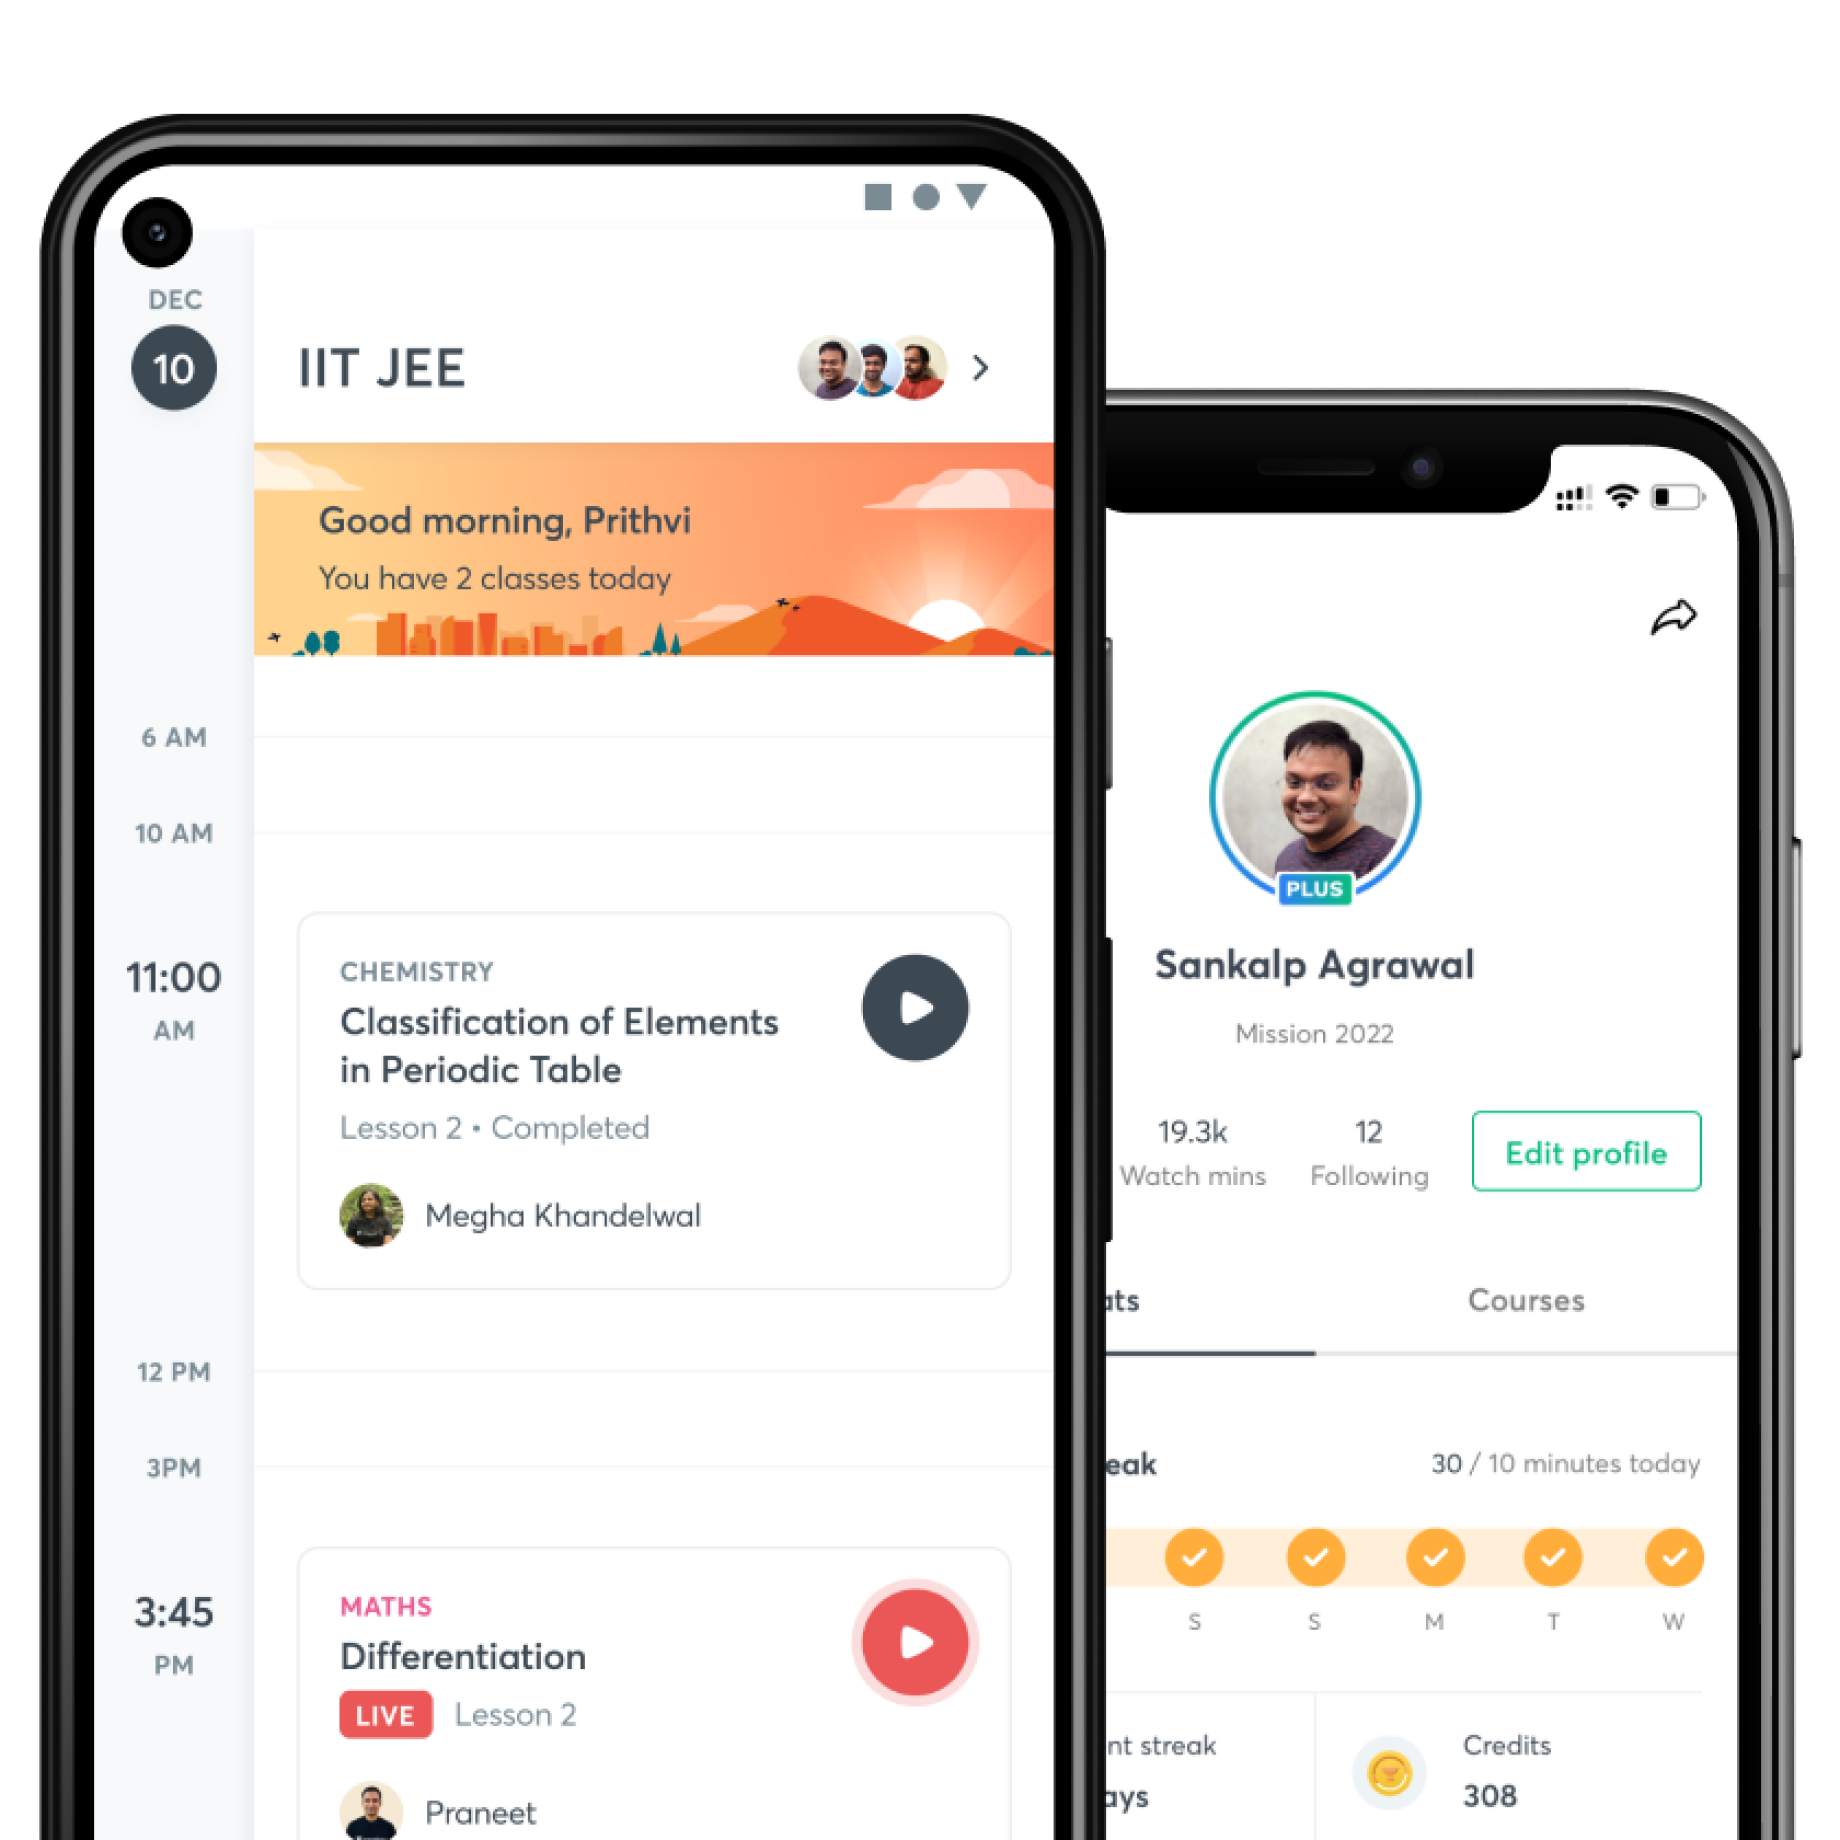 DEC
10
IIT JEE
Good morning, Prithvi
You have 2 classes today
6 AM
10 AM
11:00
AM
CHEMISTRY
Classification of Elements
in Periodic Table
Lesson 2 • Completed
Megha Khandelwal
12 PM
3PM
3:45
PM
MATHS
Differentiation
LIVE Lesson 2
Praneet
PLUS
Sankalp Agrawal
Mission 2022
19.3k 12
Watch mins Following
Edit profile
ats Courses
eak 30 / 10 minutes today
S S M T W
nt streak
ays
Credits
308